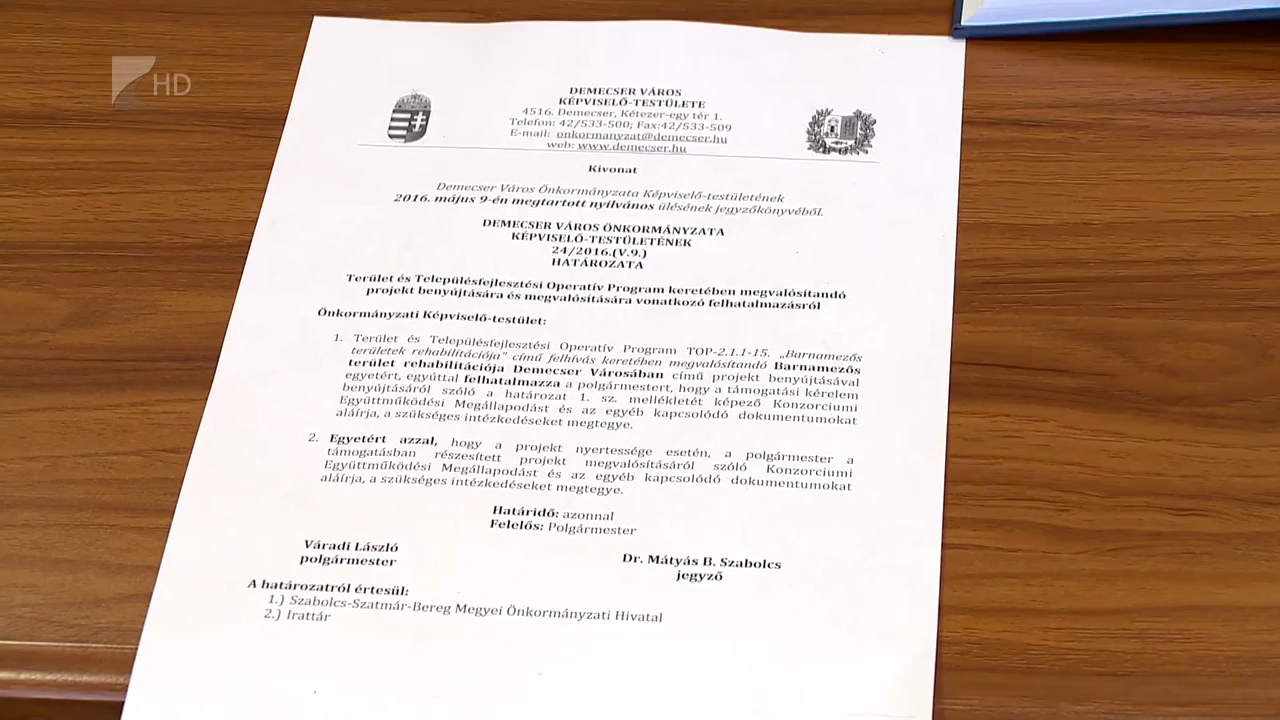 HD
DEMECSER VÁROS
KÉPVISELŐ-TESTÜLETE
4516. Demecser, Kétezer-egy tér 1.
Telefon: 42/533-500; Fax:42/533-509
E-mail: onkormanyzat@demecser.hu
web: www.demecser.hu
Kivonat
Demecser Város Önkormányzata Képviselő-testületének
2016. május 9-én megtartott nyilvános ülésének jegyzőkönyvéből.
DEMECSER VÁROS ÖNKORMÁNYZATA
KÉPVISELŐ-TESTÜLETÉNEK
24/2016.(V.9.)
HATÁROZATA
Terület és Településfejlesztési Operatív Program keretében megvalósítandó
projekt benyújtására és megvalósítására vonatkozó felhatalmazásról
Önkormányzati Képviselő-testület:
1. Terület és Településfejlesztési Operatív Program TOP-2.1.1-15. „Barnamezős
területek rehabilitációja" című felhívás keretében megvalósítandó Barnamezős
terület rehabilitációja Demecser Városában című projekt benyújtásával
egyetért, egyúttal felhatalmazza a polgármestert, hogy a támogatási kérelem
benyújtásáról szóló a határozat 1. sz. mellékletét képező Konzorciumi
Együttműködési Megállapodást és az egyéb kapcsolódó dokumentumokat
aláírja, a szükséges intézkedéseket megtegye.
2. Egyetért azzal, hogy a projekt nyertessége esetén, a polgármester a
támogatásban részesített projekt megvalósításáról szóló Konzorciumi
Együttműködési Megállapodást és az egyéb kapcsolódó dokumentumokat
aláírja, a szükséges intézkedéseket megtegye.
Határidő: azonnal
Felelős: Polgármester
Váradi László
polgármester
Dr. Mátyás B. Szabolcs
jegyző
A határozatról értesül:
1.) Szabolcs-Szatmár-Bereg Megyei Önkormányzati Hivatal
2.) Irattár